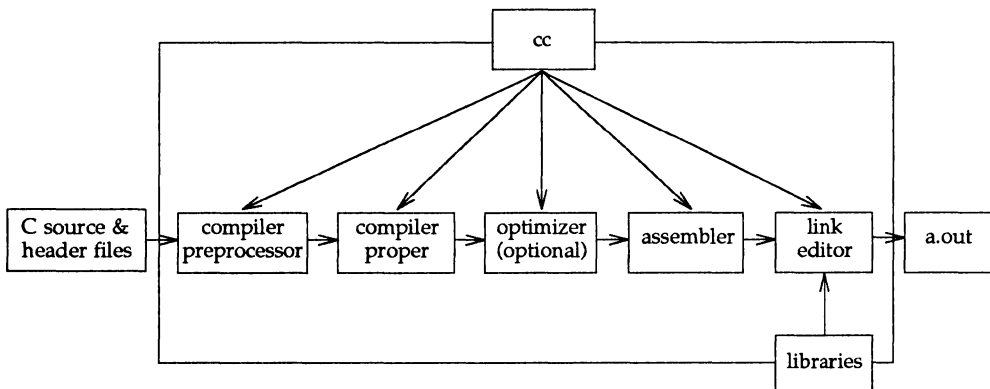 cc
C source &
header files
compiler
preprocessor
compiler
proper
optimizer
(optional)
assembler
link
editor
a.out
libraries